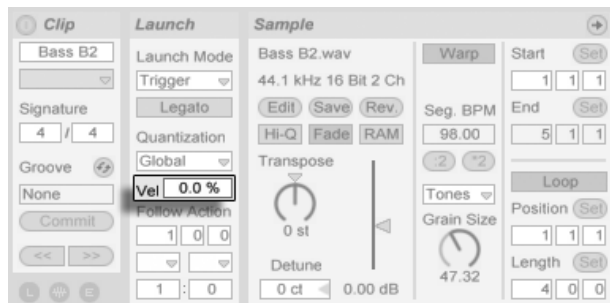 Clip
Bass B2
Signature
4 / 4
Groove
None
Commit
<< >>
L E
Launch
Launch Mode
Trigger
Legato
Quantization
Global
Vel 0.0 %
Follow Action
1 0 0
1 : 0
Sample
Bass B2.wav
44.1 kHz 16 Bit 2 Ch
Edit Save Rev.
Hi-Q Fade RAM
Transpose
0 st
Detune
0 ct 0.00 dB
Warp
Seg. BPM
98.00
:2 *2
Tones
Grain Size
47.32
Start Set
1 1 1
End Set
5 1 1
Loop
Position Set
1 1 1
Length Set
4 0 0